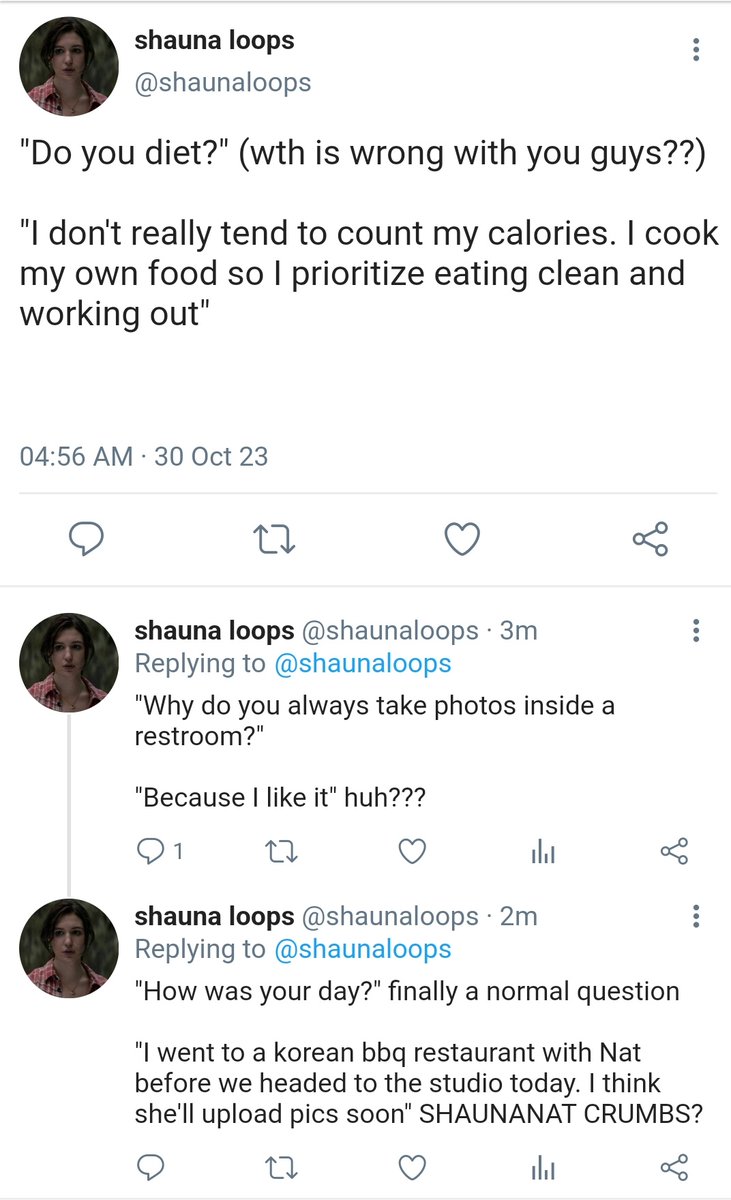 shauna loops
@shaunaloops
"Do you diet?" (wth is wrong with you guys??)
"I don't really tend to count my calories. I cook
my own food so I prioritize eating clean and
working out"
04:56 AM · 30 Oct 23
shauna loops @shaunaloops · 3m
Replying to @shaunaloops
"Why do you always take photos inside a
restroom?"
"Because I like it" huh???
1
shauna loops @shaunaloops · 2m
Replying to @shaunaloops
"How was your day?" finally a normal question
"I went to a korean bbq restaurant with Nat
before we headed to the studio today. I think
she'll upload pics soon" SHAUNANAT CRUMBS?